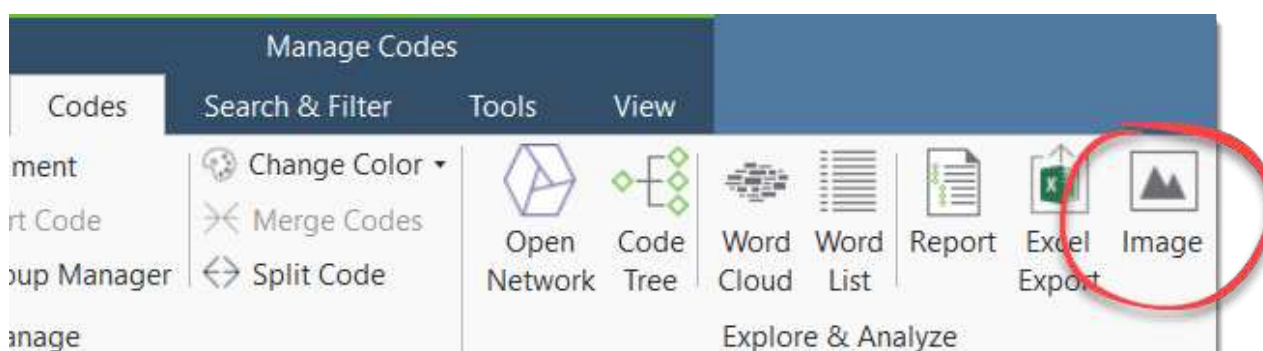 Manage Codes
Codes Search & Filter Tools View
ment Change Color
rt Code Merge Codes
oup Manager Split Code
Open Network
Code Tree
Word Cloud
Word List
Report
Excel Export
Image
anage Explore & Analyze